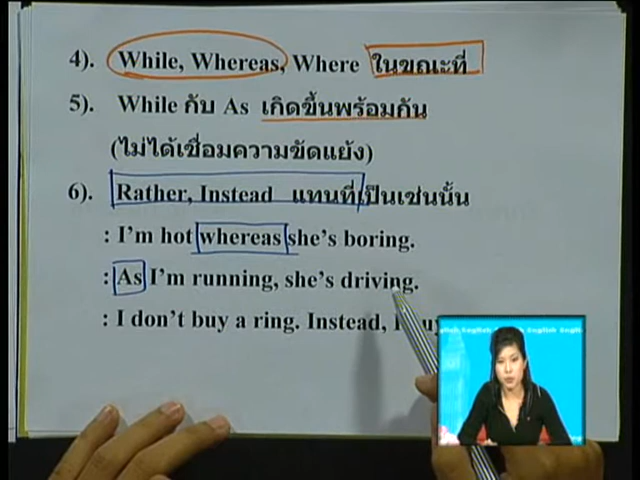 4). While, Whereas, Where ในขณะที่
5). While กับ As เกิดขึ้นพร้อมกัน
(ไม่ได้เชื่อมความขัดแย้ง)
6). Rather, Instead แทนที่เป็นเช่นนั้น
: I'm hot whereas she's boring.
: As I'm running, she's driving.
: I don't buy a ring. Instead, I
English English English